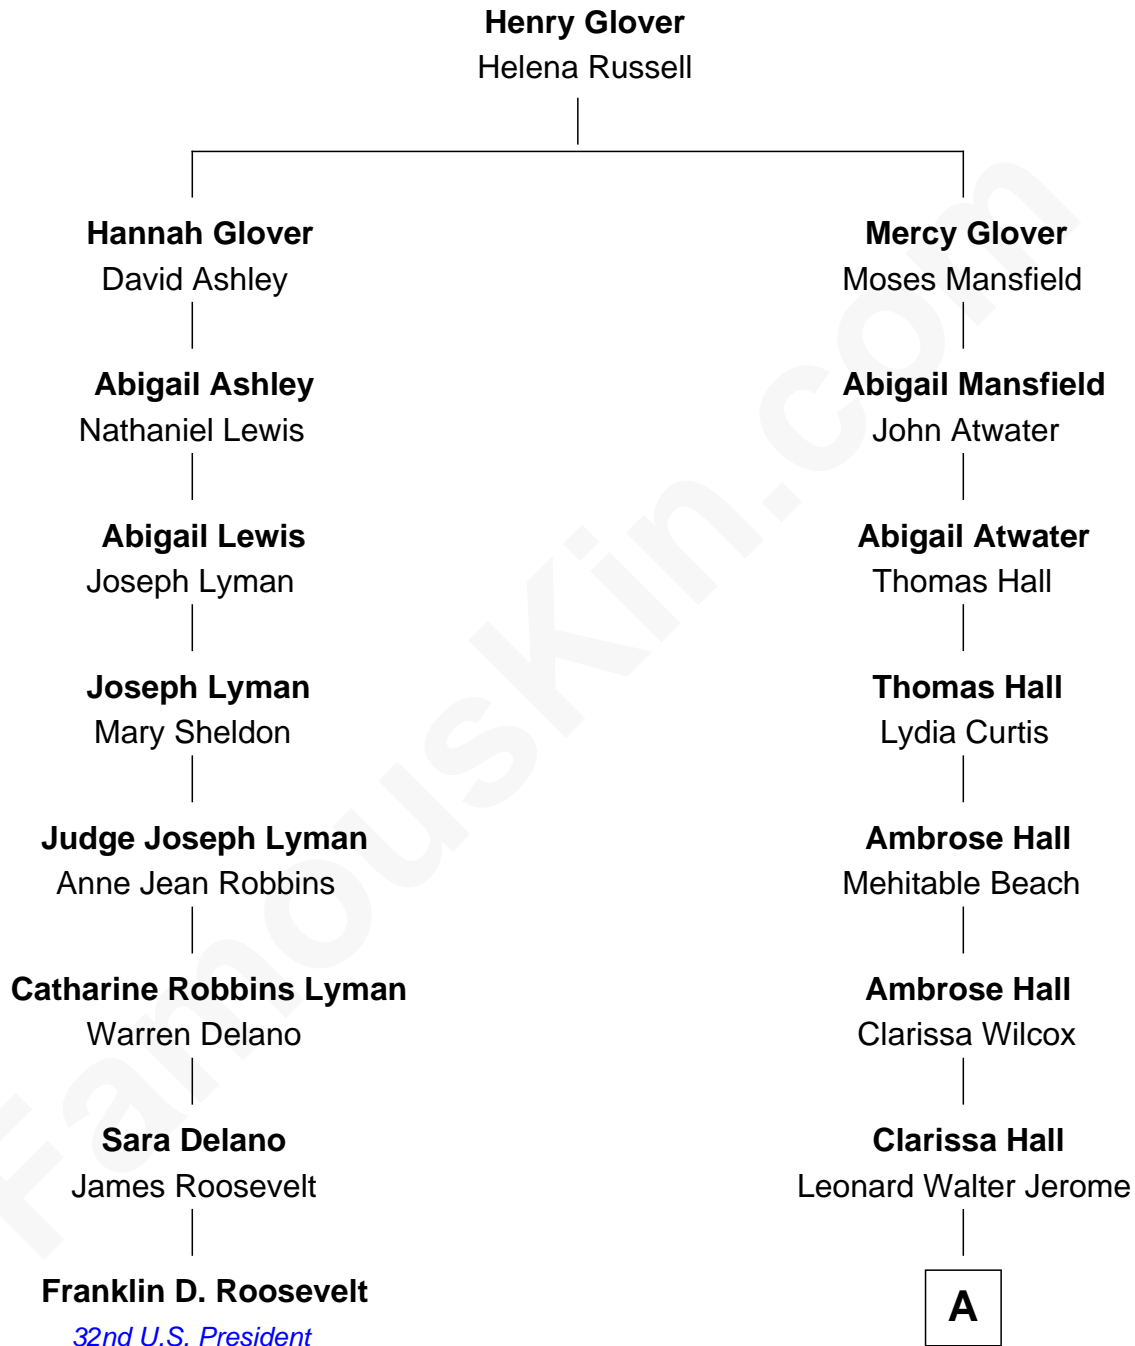 Henry Glover
Helena Russell
Hannah Glover
David Ashley
Mercy Glover
Moses Mansfield
Abigail Ashley
Nathaniel Lewis
Abigail Mansfield
John Atwater
Abigail Lewis
Joseph Lyman
Abigail Atwater
Thomas Hall
Joseph Lyman
Mary Sheldon
Thomas Hall
Lydia Curtis
Judge Joseph Lyman
Anne Jean Robbins
Ambrose Hall
Mehitable Beach
Catharine Robbins Lyman
Warren Delano
Ambrose Hall
Clarissa Wilcox
Sara Delano
James Roosevelt
Clarissa Hall
Leonard Walter Jerome
Franklin D. Roosevelt
32nd U.S. President
A
FamousKin.com